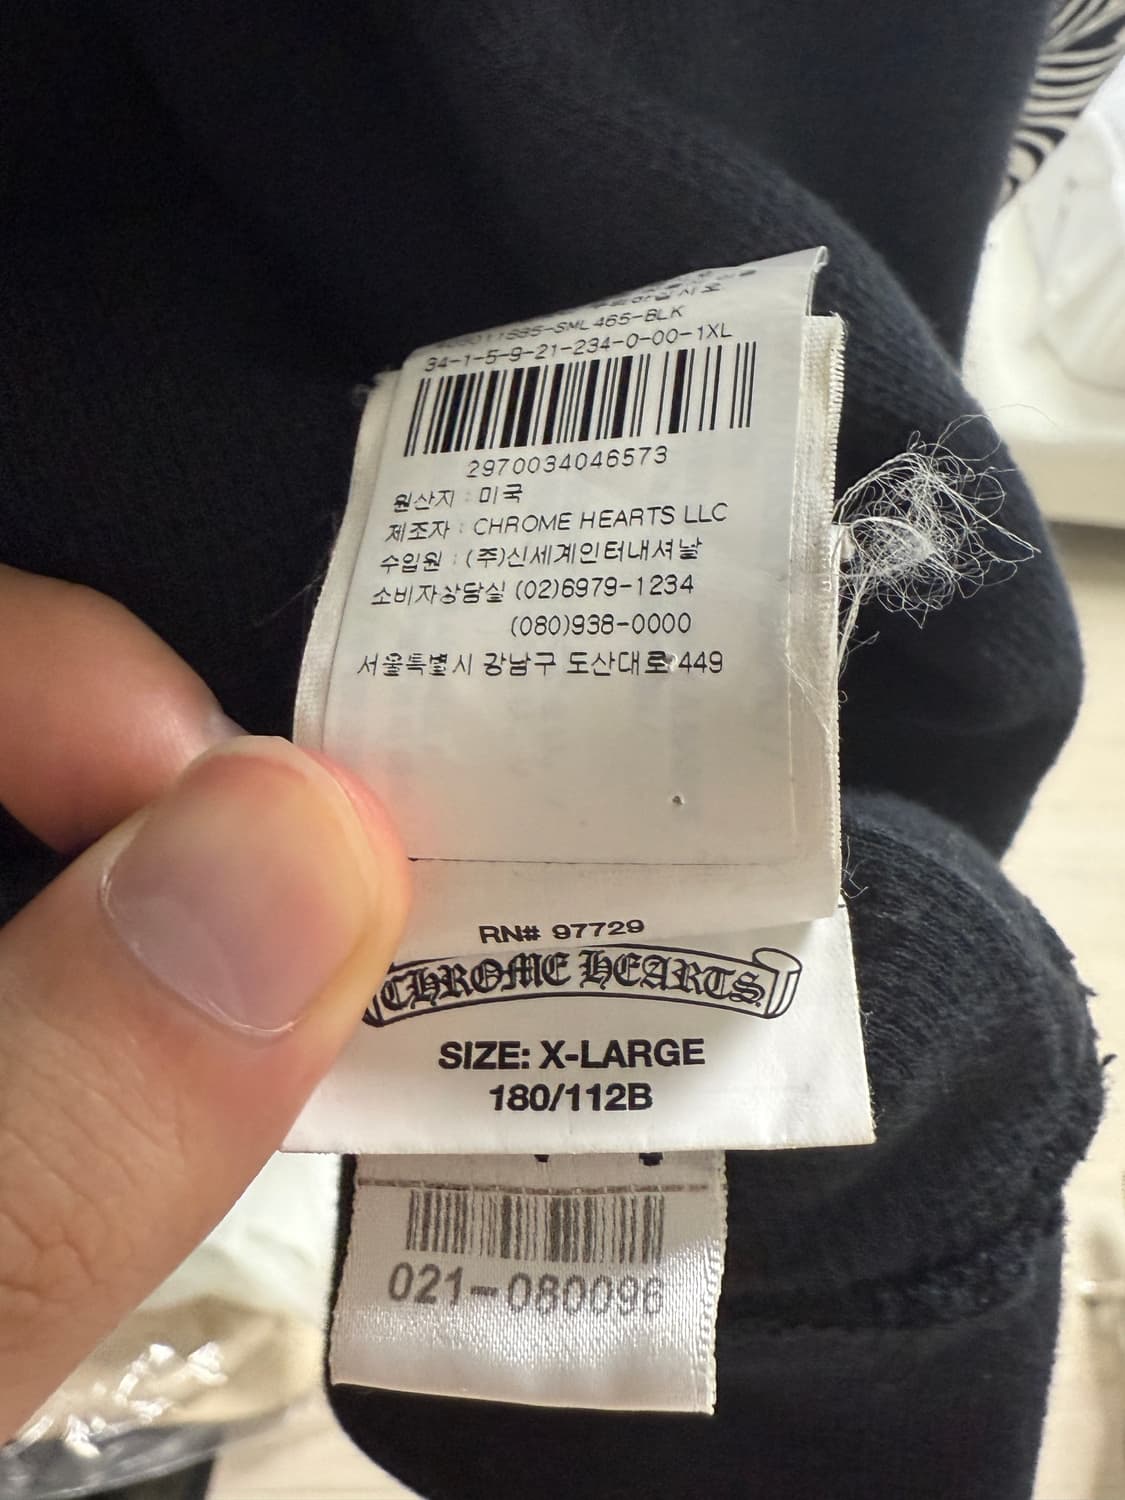 34-1-5-9-21-234-0-00-1XL
2970034046573
원산지 : 미국
제조자 : CHROME HEARTS LLC
수입원 : (주)신세계인터내셔날
소비자상담실 (02)6979-1234
(080)938-0000
서울특별시 강남구 도산대로 449
RN# 97729
CHROME HEARTS
SIZE: X-LARGE
180/112B
021-080096